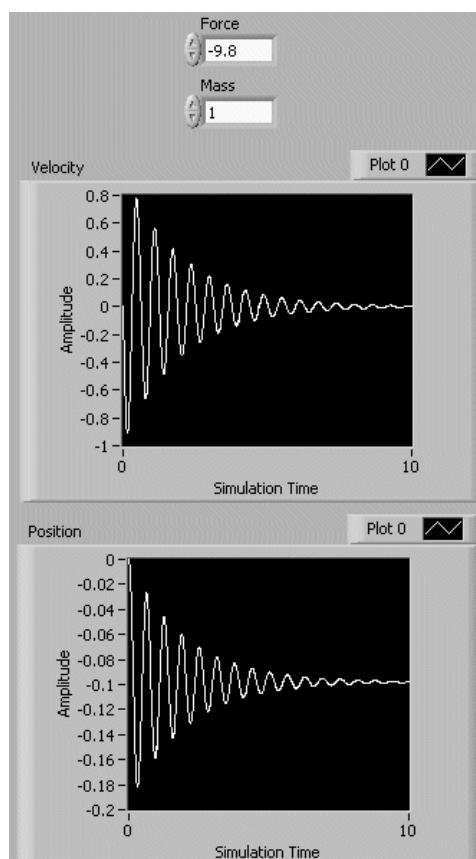 Force
-9.8
Mass
1
Velocity
Plot 0
0.8
0.6
0.4
0.2
0
-0.2
-0.4
-0.6
-0.8
-1
Amplitude
0
10
Simulation Time
Position
Plot 0
0
-0.02
-0.04
-0.06
-0.08
-0.1
-0.12
-0.14
-0.16
-0.18
-0.2
Amplitude
0
10
Simulation Time